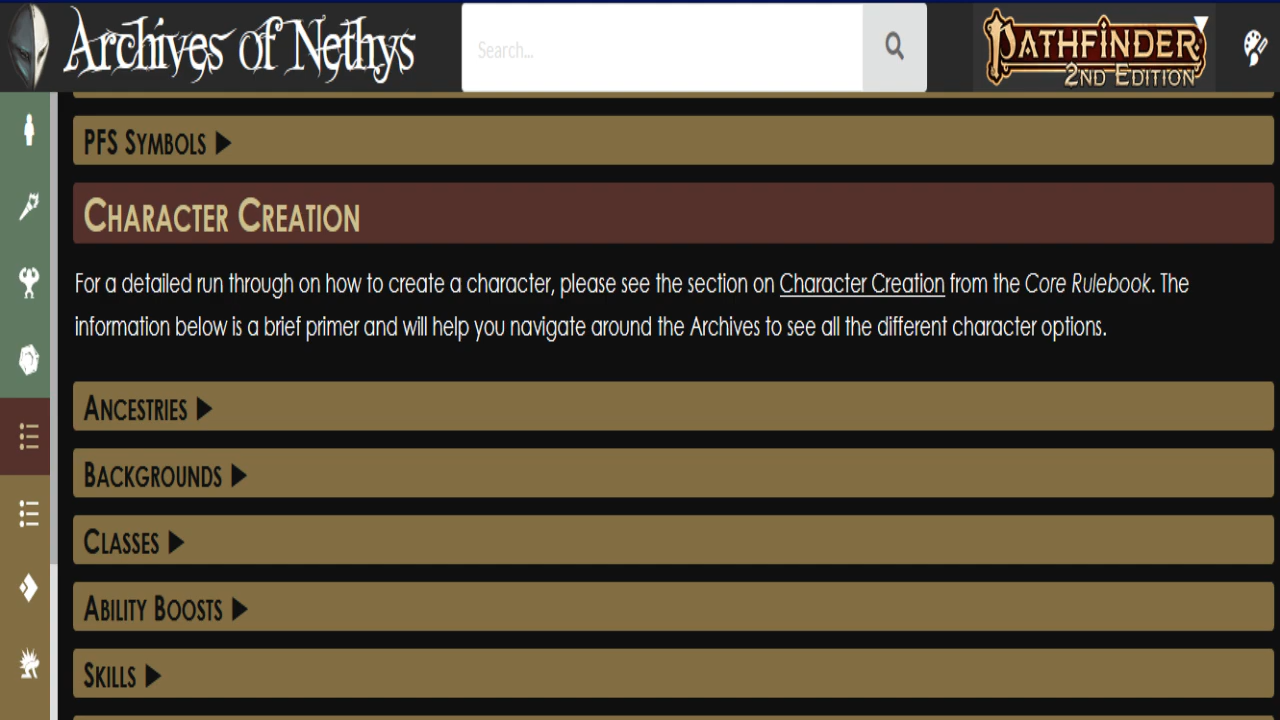 Archives of Nethys
Search...
PATHFINDER
2ND EDITION
PFS SYMBOLS
CHARACTER CREATION
For a detailed run through on how to create a character, please see the section on Character Creation from the Core Rulebook. The
information below is a brief primer and will help you navigate around the Archives to see all the different character options.
ANCESTRIES
BACKGROUNDS
CLASSES
ABILITY BOOSTS
SKILLS